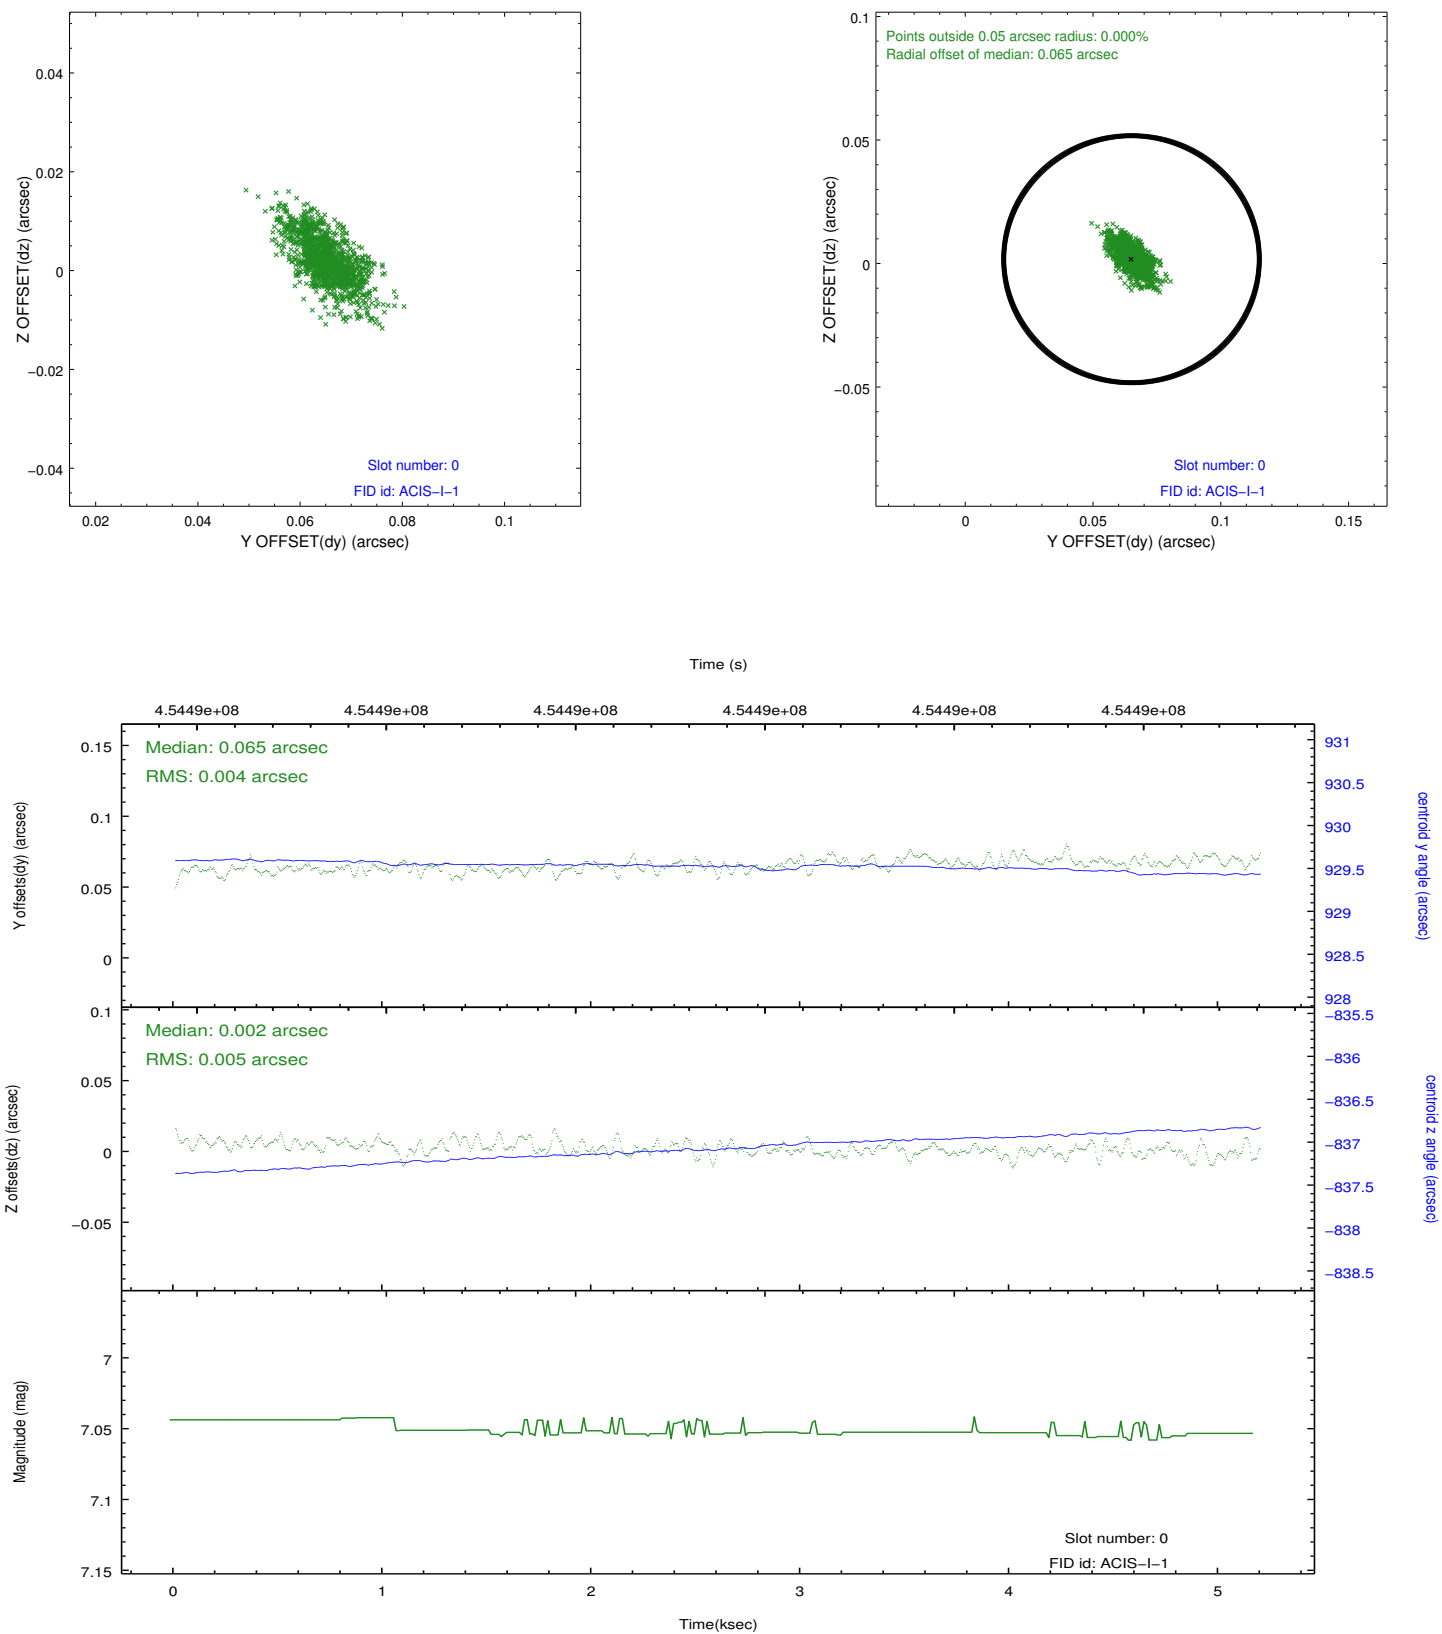 0.04
0.02
0
−0.02
−0.04
Z OFFSET(dz) (arcsec)
Slot number: 0
FID id: ACIS−I−1
0.02 0.04 0.06 0.08 0.1
Y OFFSET(dy) (arcsec)
Points outside 0.05 arcsec radius: 0.000%
Radial offset of median: 0.065 arcsec
0.1
0.05
0
−0.05
Z OFFSET(dz) (arcsec)
Slot number: 0
FID id: ACIS−I−1
0 0.05 0.1 0.15
Y OFFSET(dy) (arcsec)
Time (s)
4.5449e+08 4.5449e+08 4.5449e+08 4.5449e+08 4.5449e+08 4.5449e+08
Median: 0.065 arcsec
RMS: 0.004 arcsec
0.15
0.1
0.05
0
Y offsets(dy) (arcsec)
931
930.5
930
929.5
929
928.5
928
centroid y angle (arcsec)
Median: 0.002 arcsec
RMS: 0.005 arcsec
0.1
0.05
0
−0.05
Z offsets(dz) (arcsec)
−835.5
−836
−836.5
−837
−837.5
−838
−838.5
centroid z angle (arcsec)
7
7.05
7.1
7.15
Magnitude (mag)
Slot number: 0
FID id: ACIS−I−1
0 1 2 3 4 5
Time(ksec)